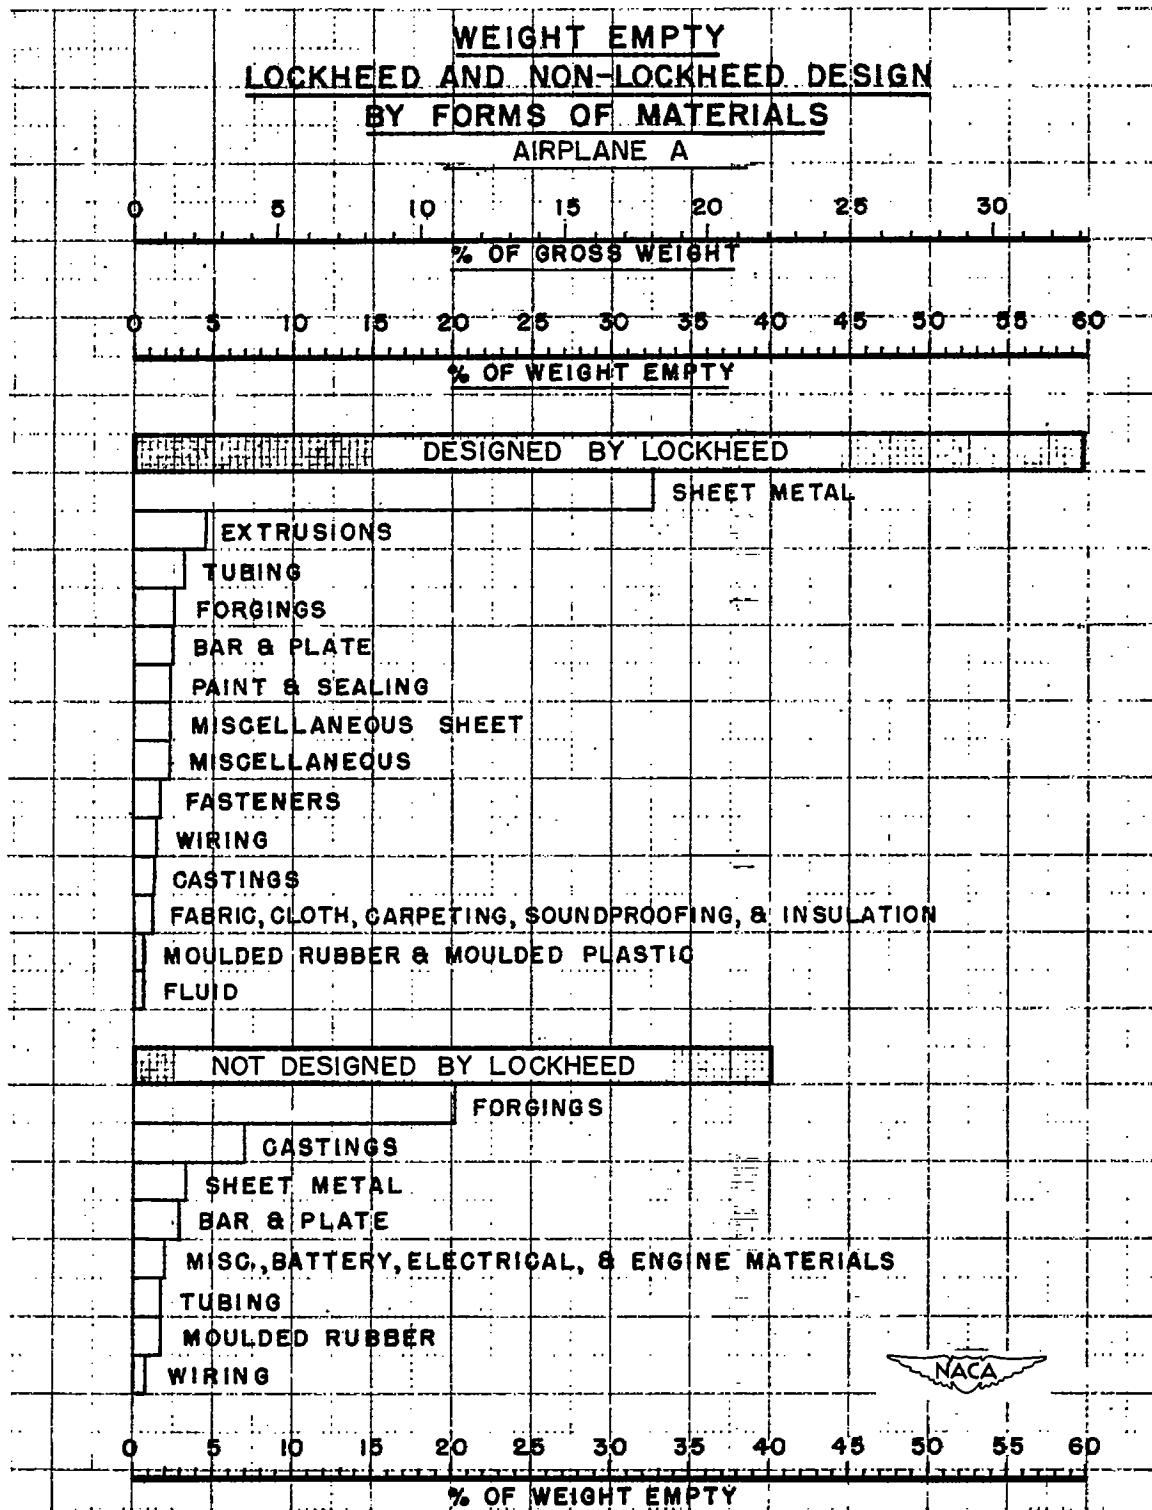 WEIGHT EMPTY
LOCKHEED AND NON-LOCKHEED DESIGN
BY FORMS OF MATERIALS
AIRPLANE A
0 5 10 15 20 25 30
% OF GROSS WEIGHT
0 5 10 15 20 25 30 35 40 45 50 55 60
% OF WEIGHT EMPTY
DESIGNED BY LOCKHEED
SHEET METAL
EXTRUSIONS
TUBING
FORGINGS
BAR & PLATE
PAINT & SEALING
MISCELLANEOUS SHEET
MISCELLANEOUS
FASTENERS
WIRING
CASTINGS
FABRIC, CLOTH, CARPETING, SOUNDPROOFING, & INSULATION
MOULDED RUBBER & MOULDED PLASTIC
FLUID
NOT DESIGNED BY LOCKHEED
FORGINGS
CASTINGS
SHEET METAL
BAR & PLATE
MISC., BATTERY, ELECTRICAL, & ENGINE MATERIALS
TUBING
MOULDED RUBBER
WIRING
NACA
0 5 10 15 20 25 30 35 40 45 50 55 60
% OF WEIGHT EMPTY